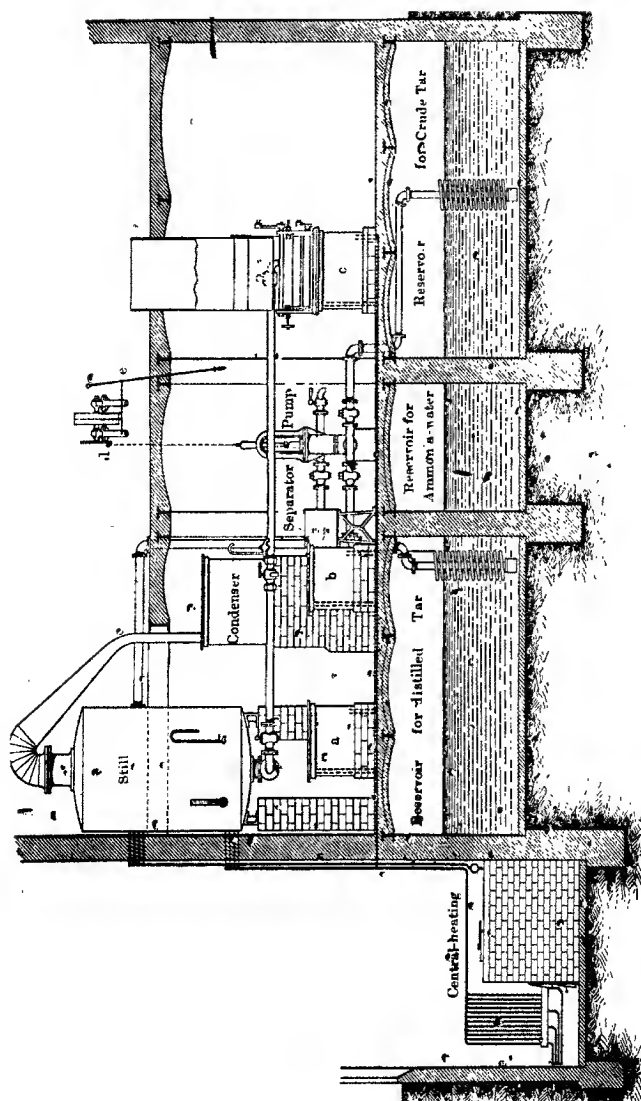 Still
Condenser
Separator
Pump
Central-heating
a
b
c
d
e
Reservoir for distilled Tar
Reservoir for
Ammonia-water
Reservoir for Crude Tar